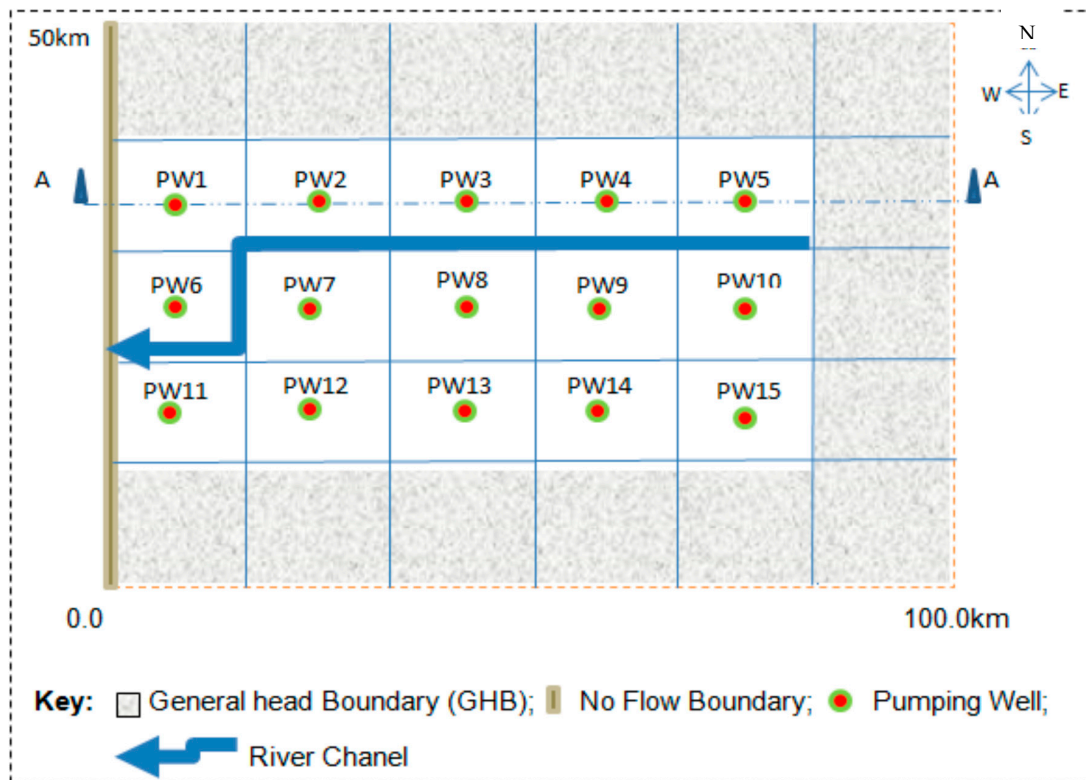 N
50km
W E
S
A PW1 PW2 PW3 PW4 PW5 A
PW6 PW7 PW8 PW9 PW10
PW11 PW12 PW13 PW14 PW15
0.0 100.0km
Key: General head Boundary (GHB); No Flow Boundary; Pumping Well;
River Chanel